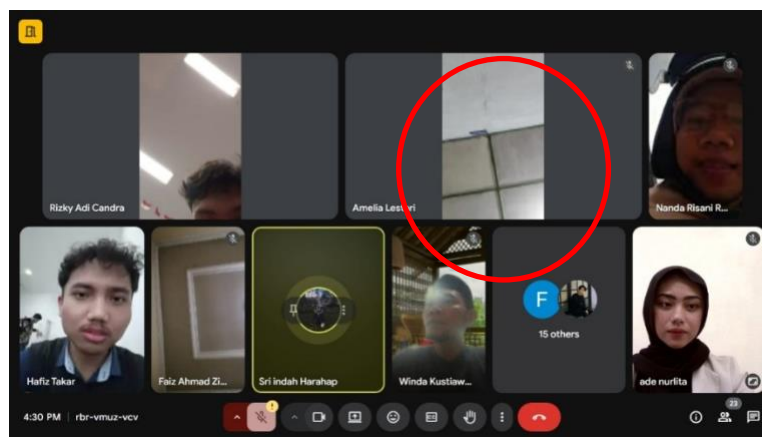 Rizky Adi Candra
Amelia Lestari
Nanda Risani R...
F
15 others
Hafiz Takar
Faiz Ahmad Zi...
Sri indah Harahap
Winda Kustiaw...
ade nurlita
4:30 PM | rbr-vmuz-vcv
23